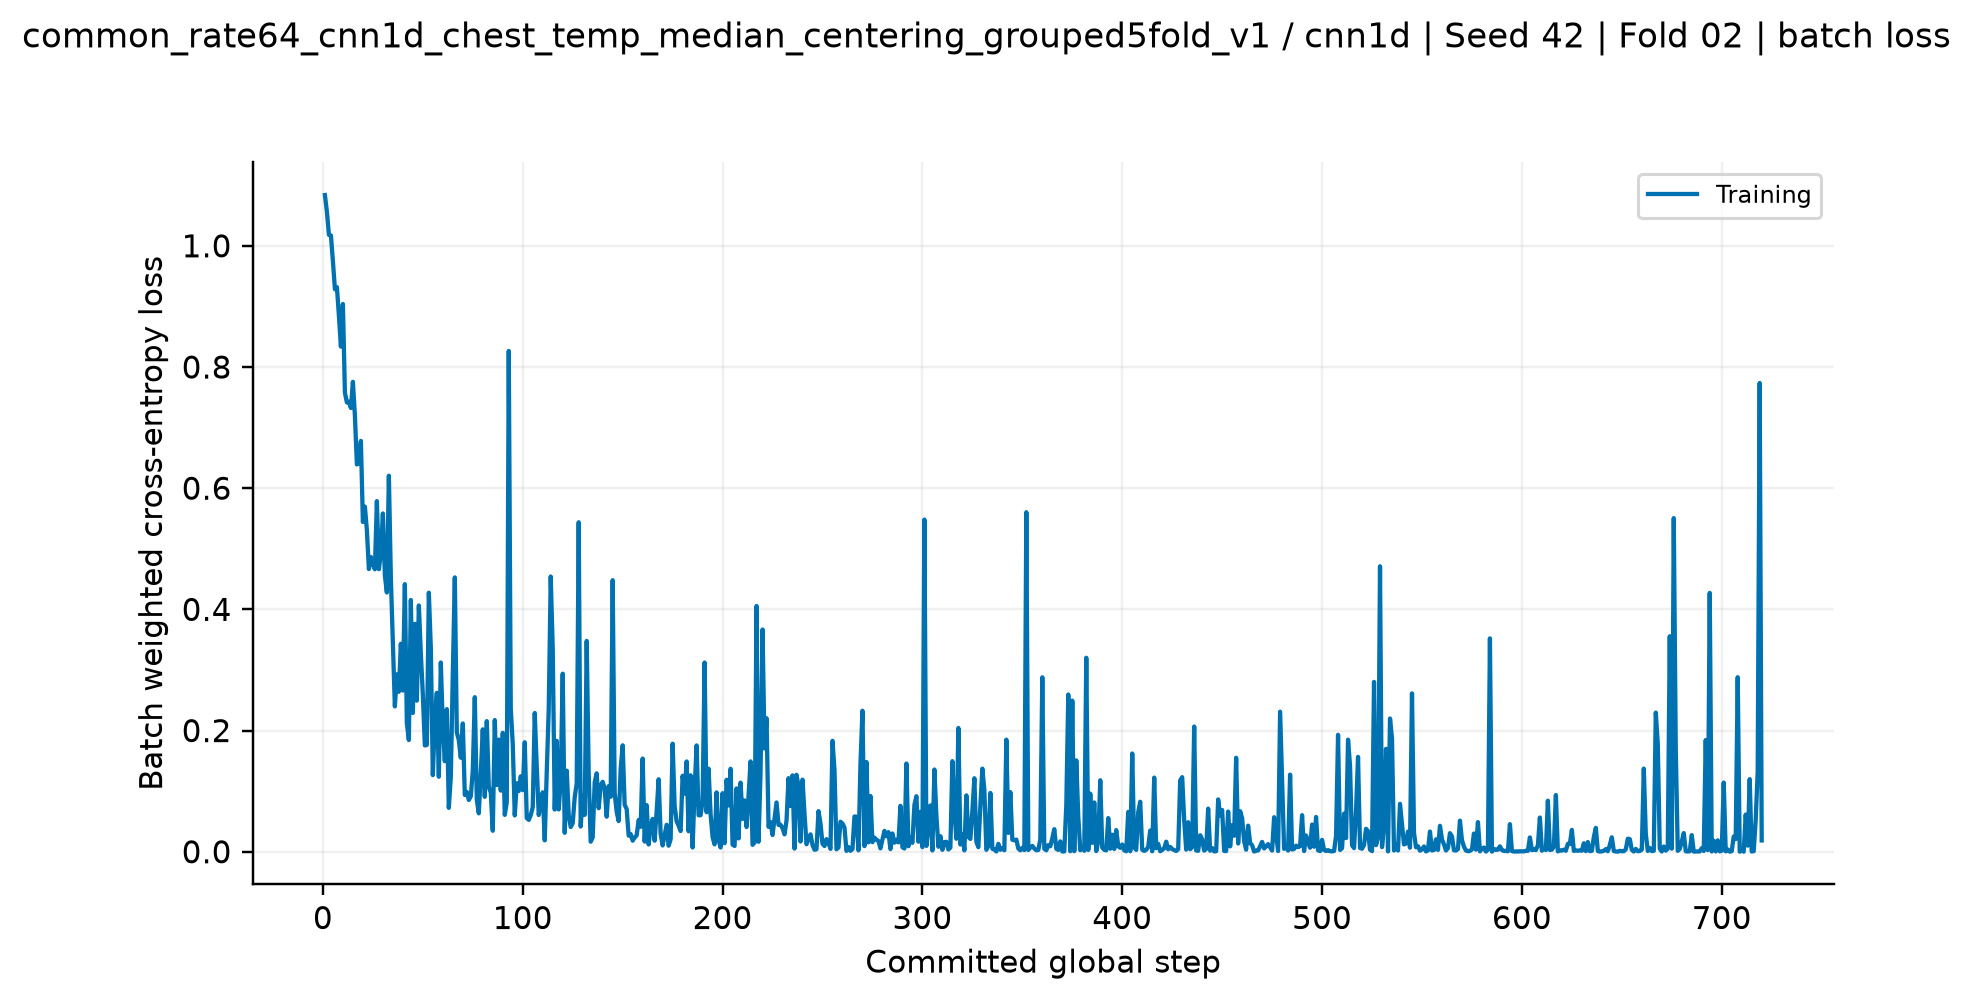 common_rate64_cnn1d_chest_temp_median_centering_grouped5fold_v1 / cnn1d | Seed 42 | Fold 02 | batch loss
Training
Batch weighted cross-entropy loss
1.0
0.8
0.6
0.4
0.2
0.0
0 100 200 300 400 500 600 700
Committed global step